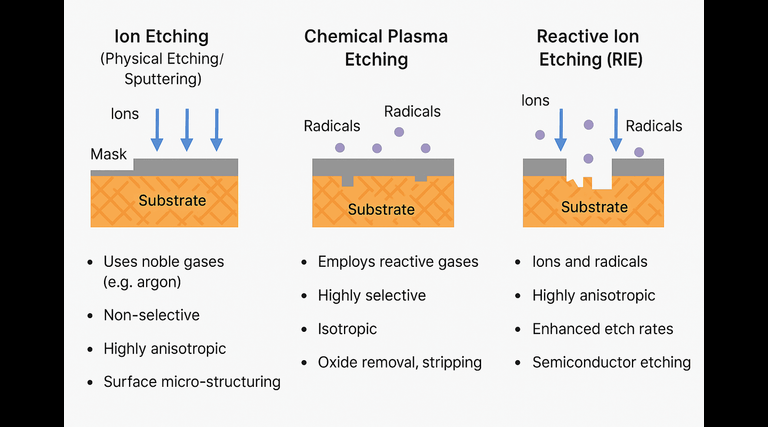 Ion Etching
(Physical Etching/
Sputtering)
Ions
Mask
Substrate
• Uses noble gases
(e.g. argon)
• Non-selective
• Highly anisotropic
• Surface micro-structuring
Chemical Plasma
Etching
Radicals
Radicals
Substrate
• Employs reactive gases
• Highly selective
• Isotropic
• Oxide removal, stripping
Reactive Ion
Etching (RIE)
Ions
Radicals
Substrate
• Ions and radicals
• Highly anisotropic
• Enhanced etch rates
• Semiconductor etching